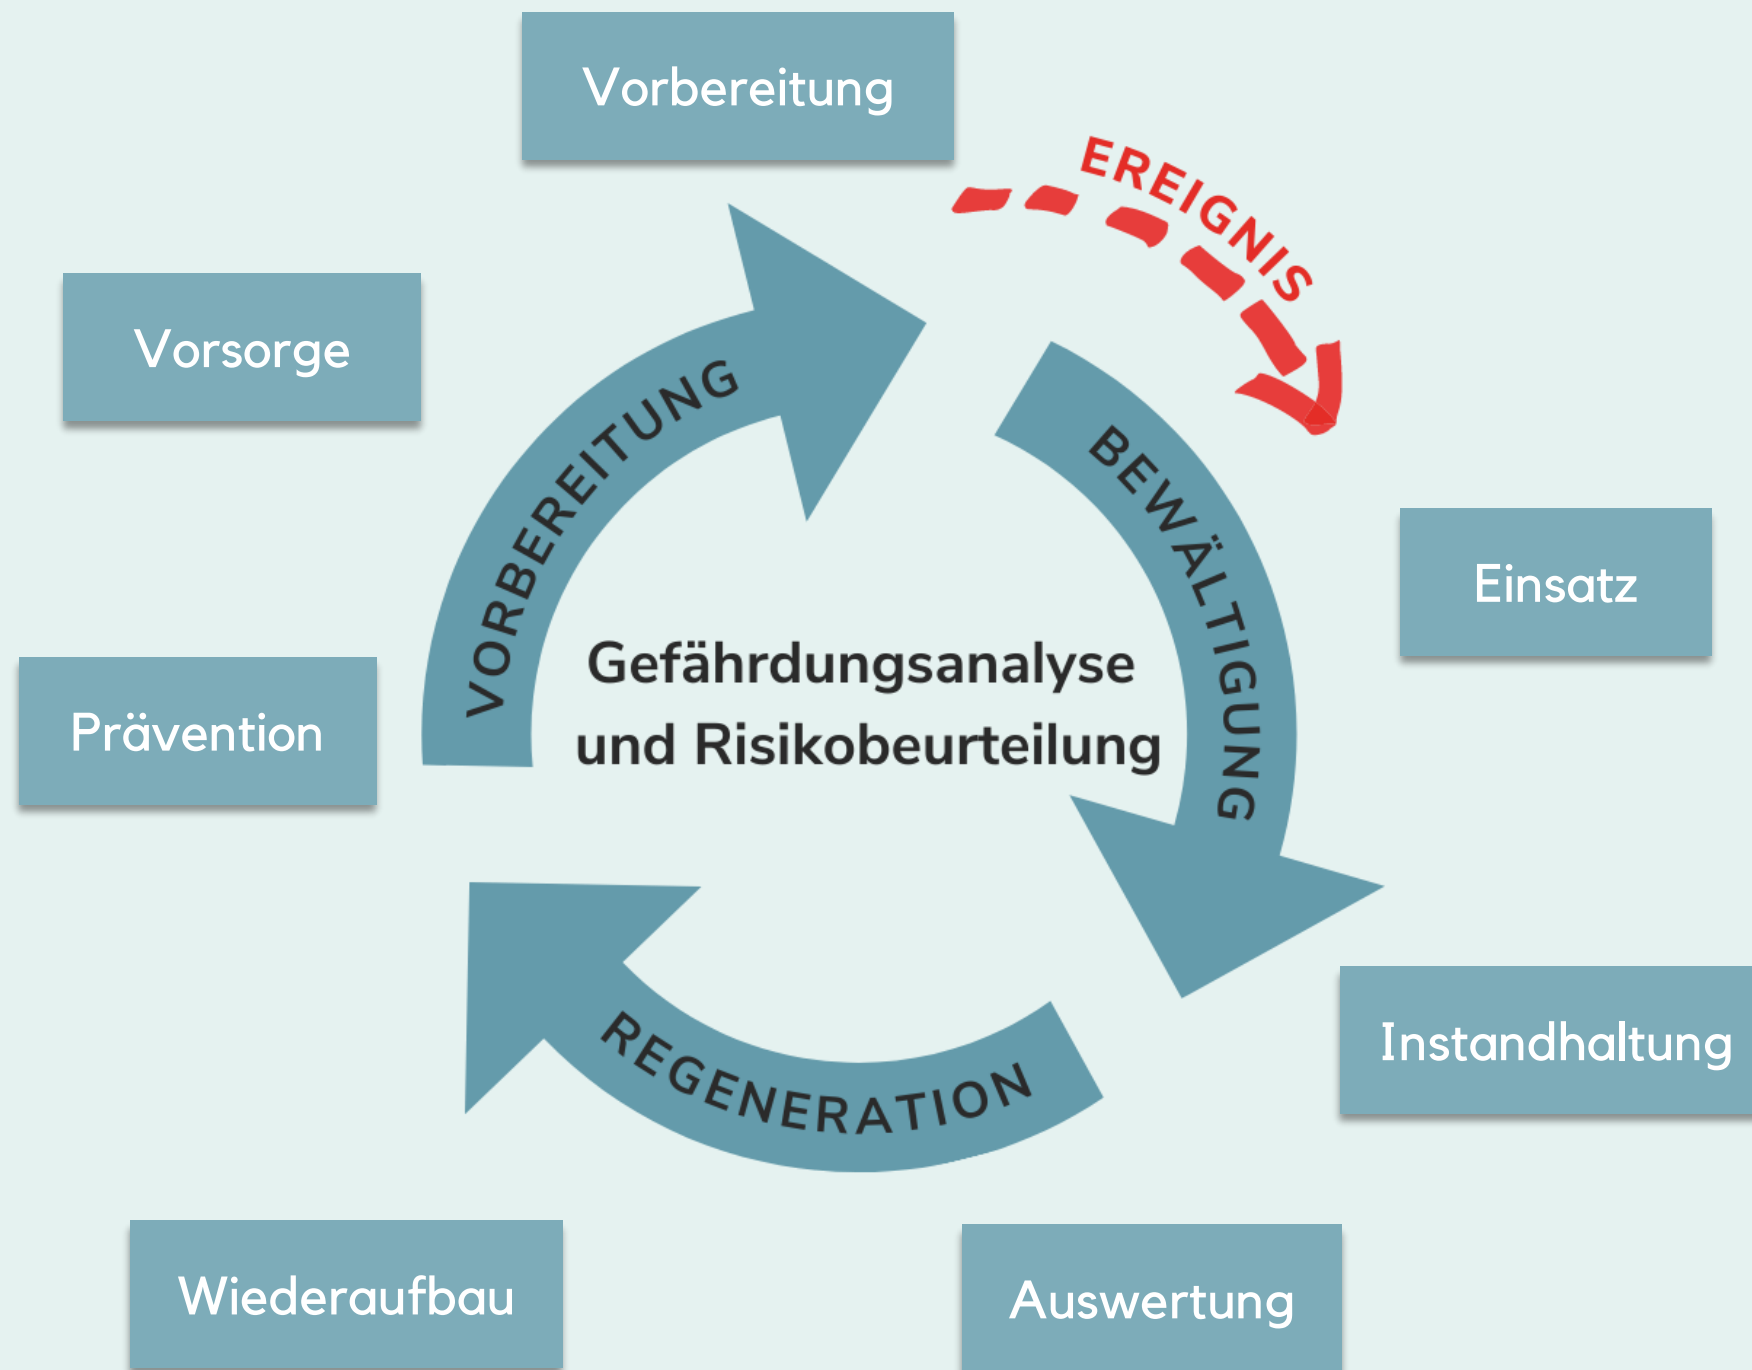 Vorbereitung
EREIGNIS
Vorsorge
VORBEREITUNG
BEWÄLTIGUNG
Einsatz
Gefährdungsanalyse
und Risikobeurteilung
Prävention
Instandhaltung
REGENERATION
Wiederaufbau
Auswertung